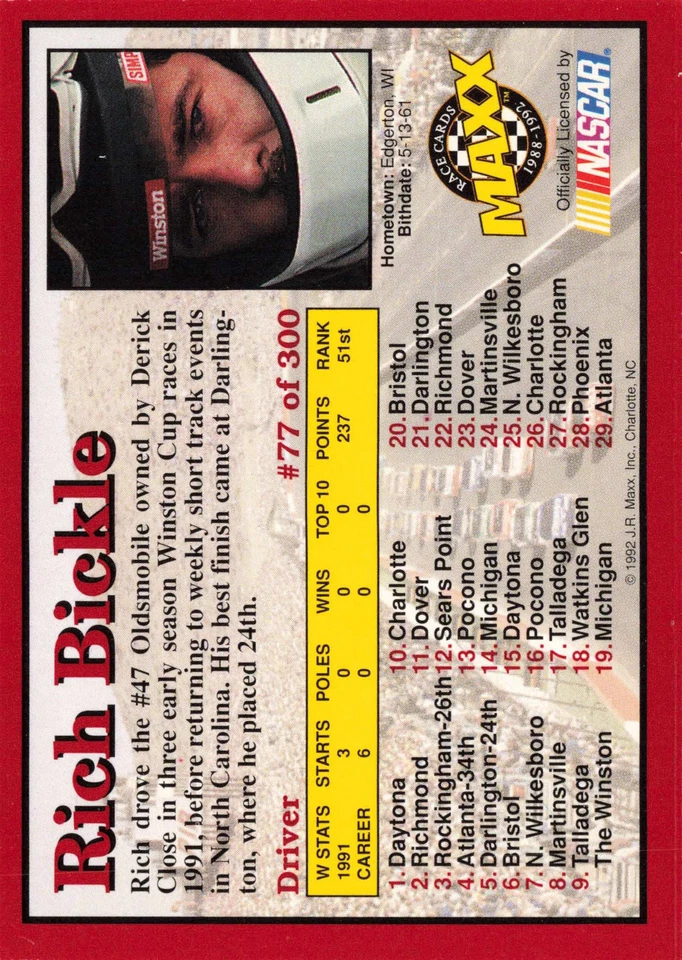 Rich Bickle
Rich drove the #47 Oldsmobile owned by Derick
Close in three early season Winston Cup races in
1991, before returning to weekly short track events
in North Carolina. His best finish came at Darling-
ton, where he placed 24th.
Driver #77 of 300
W STATS STARTS POLES WINS TOP 10 POINTS RANK
1991 3 0 0 0 237 51st
CAREER 6 0 0 0
1. Daytona
2. Richmond
3. Rockingham-26th
4. Atlanta-34th
5. Darlington-24th
6. Bristol
7. N. Wilkesboro
8. Martinsville
9. Talladega
The Winston
10. Charlotte
11. Dover
12. Sears Point
13. Pocono
14. Michigan
15. Daytona
16. Pocono
17. Talladega
18. Watkins Glen
19. Michigan
20. Bristol
21. Darlington
22. Richmond
23. Dover
24. Martinsville
25. N. Wilkesboro
26. Charlotte
27. Rockingham
28. Phoenix
29. Atlanta
© 1992 J.R. Maxx, Inc., Charlotte, NC
SIMP
Winston
Hometown: Edgerton, WI
Birthdate: 5-13-61
RACE CARDS
MAXX™
1988-1992
Officially Licensed by
NASCAR®